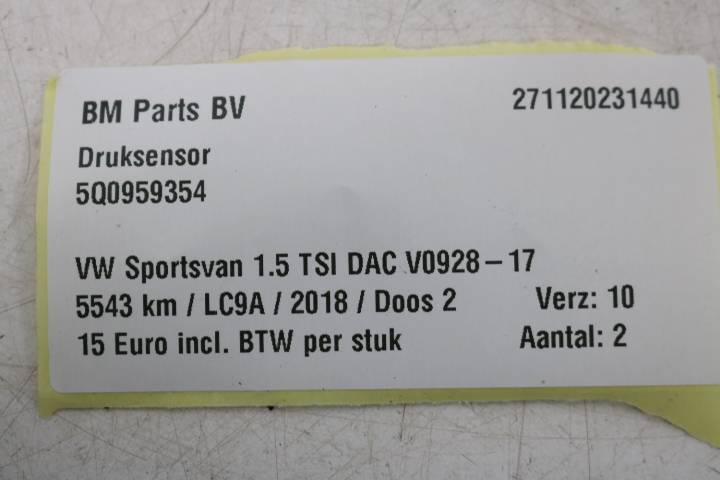 BM Parts BV 271120231440
Druksensor
5Q0959354
VW Sportsvan 1.5 TSI DAC V0928-17
5543 km / LC9A / 2018 / Doos 2 Verz: 10
15 Euro incl. BTW per stuk Aantal: 2